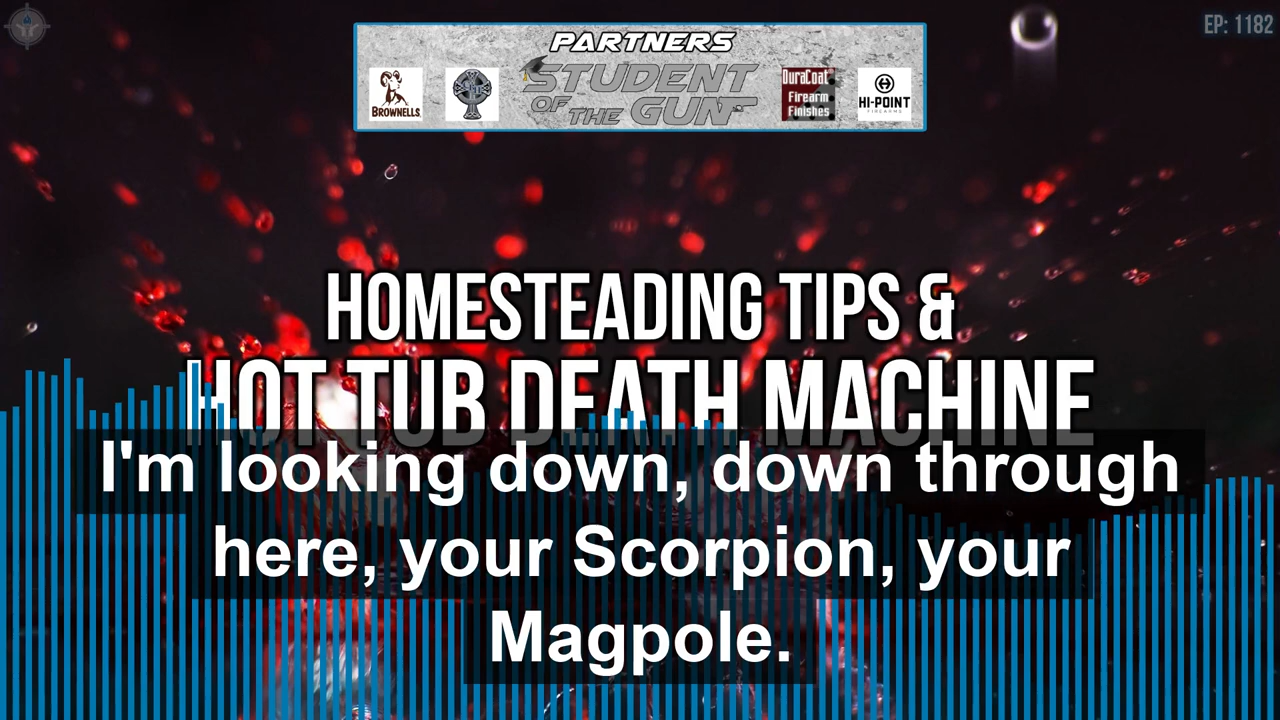 EP: 1182
PARTNERS
BROWNELLS
STUDENT
OF THE GUN
DuraCoat
Firearm
Finishes
HI-POINT
FIREARMS
HOMESTEADING TIPS &
HOT TUB DEATH MACHINE
I'm looking down, down through
here, your Scorpion, your
Magpole.